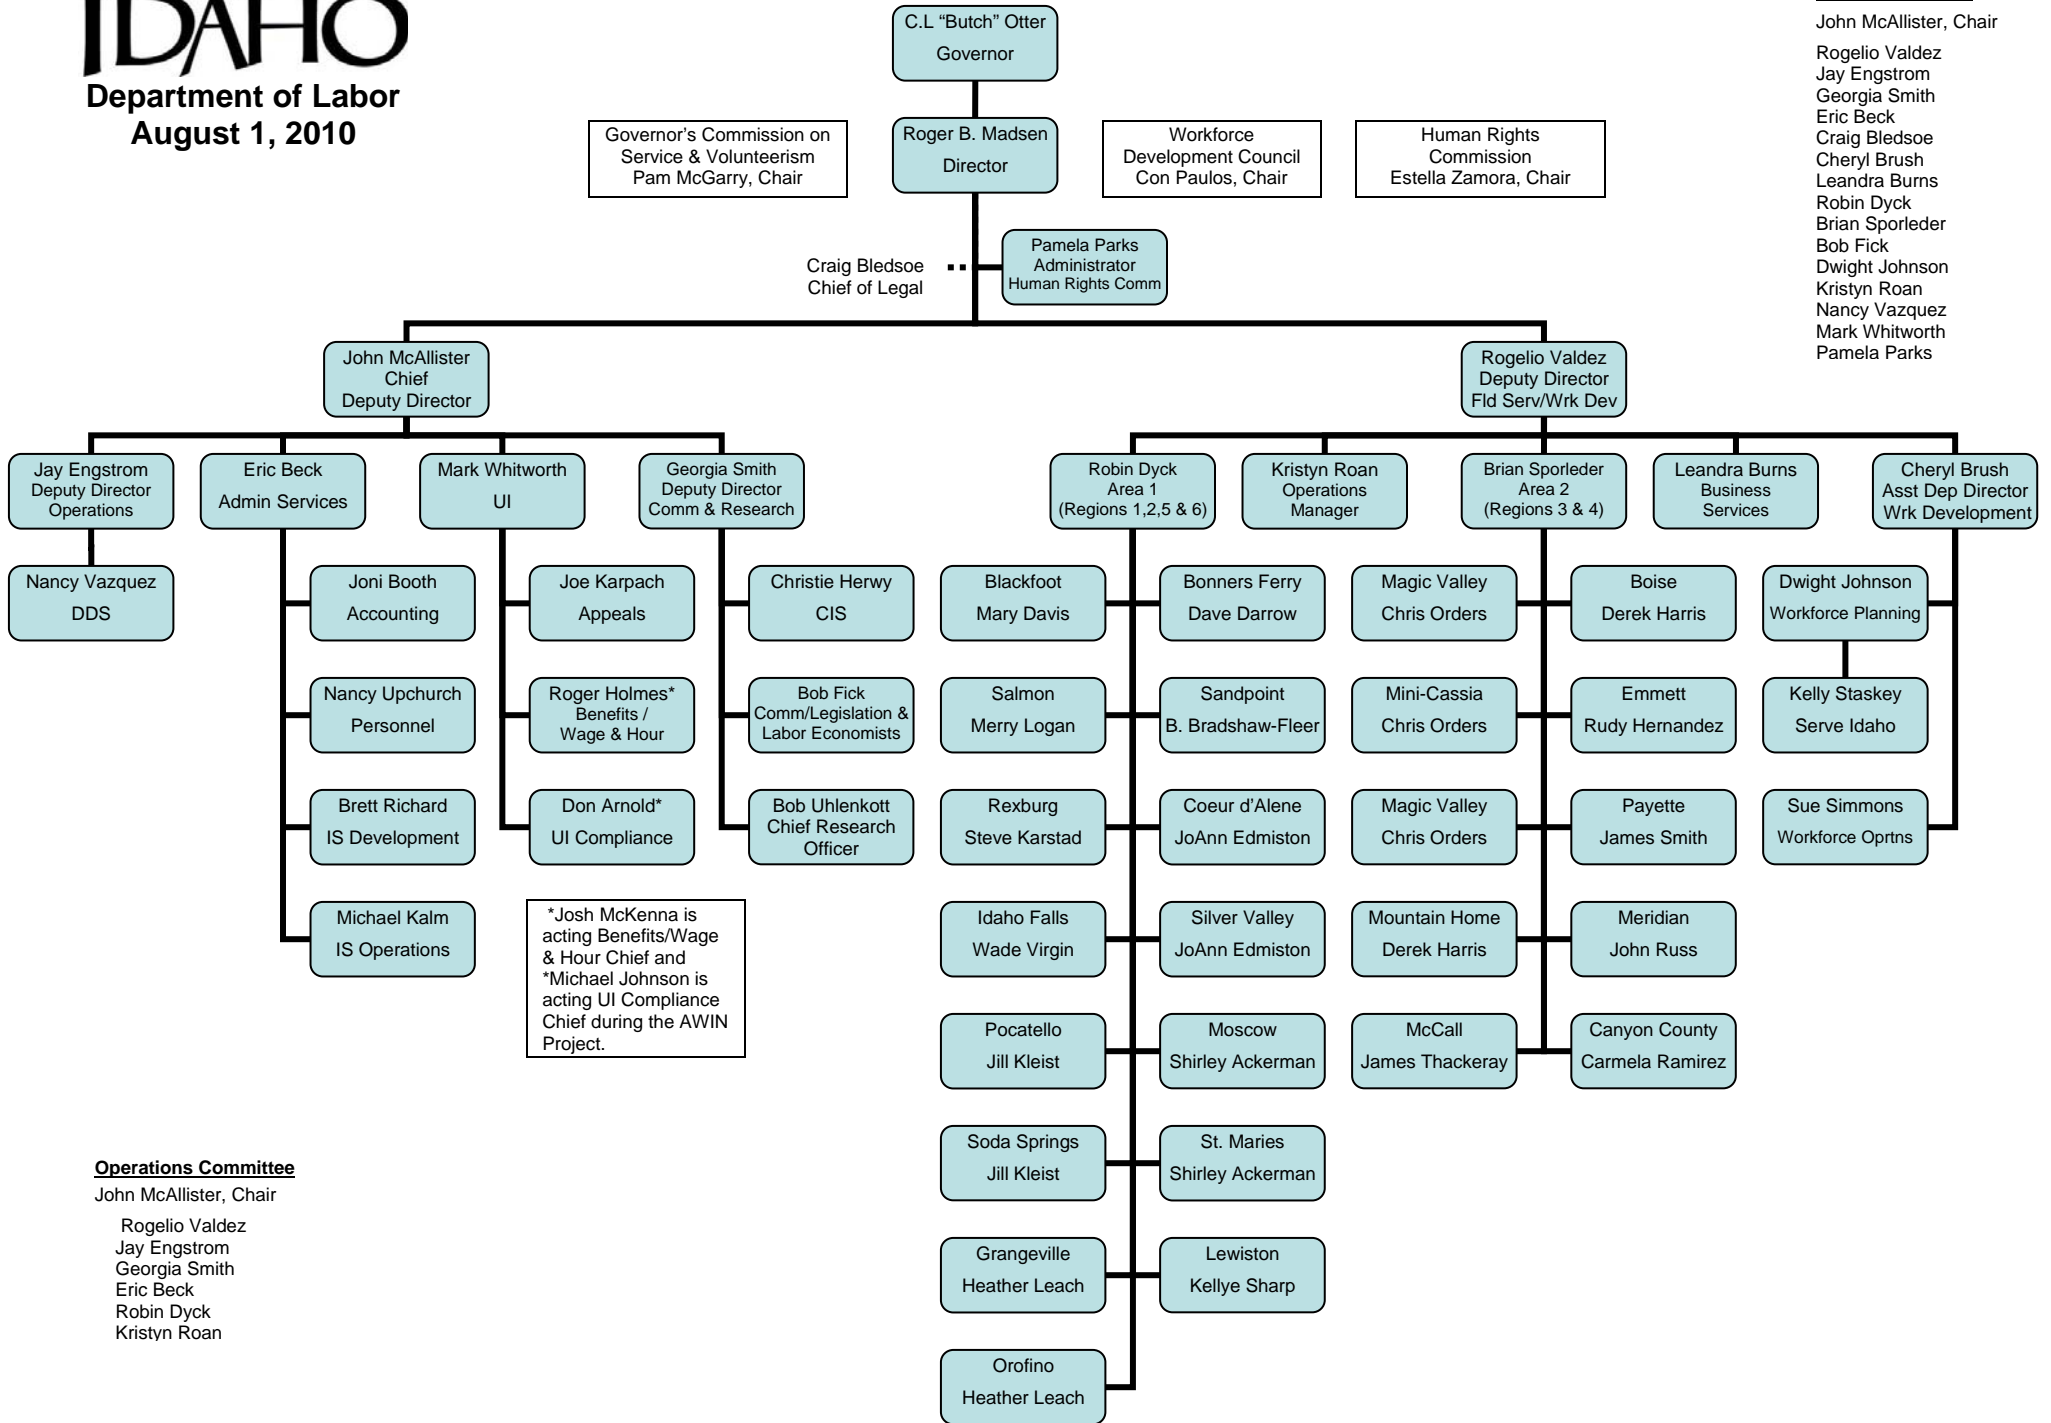 IDAHO
Department of Labor
August 1, 2010
C.L “Butch” Otter
Governor
Governor’s Commission on
Service & Volunteerism
Pam McGarry, Chair
Roger B. Madsen
Director
Workforce
Development Council
Con Paulos, Chair
Human Rights
Commission
Estella Zamora, Chair
John McAllister, Chair
Rogelio Valdez
Jay Engstrom
Georgia Smith
Eric Beck
Craig Bledsoe
Cheryl Brush
Leandra Burns
Robin Dyck
Brian Sporleder
Bob Fick
Dwight Johnson
Kristyn Roan
Nancy Vazquez
Mark Whitworth
Pamela Parks
Craig Bledsoe
Chief of Legal
Pamela Parks
Administrator
Human Rights Comm
John McAllister
Chief
Deputy Director
Rogelio Valdez
Deputy Director
Fld Serv/Wrk Dev
Jay Engstrom
Deputy Director
Operations
Eric Beck
Admin Services
Mark Whitworth
UI
Georgia Smith
Deputy Director
Comm & Research
Robin Dyck
Area 1
(Regions 1,2,5 & 6)
Kristyn Roan
Operations
Manager
Brian Sporleder
Area 2
(Regions 3 & 4)
Leandra Burns
Business
Services
Cheryl Brush
Asst Dep Director
Wrk Development
Nancy Vazquez
DDS
Joni Booth
Accounting
Joe Karpach
Appeals
Christie Herwy
CIS
Blackfoot
Mary Davis
Bonners Ferry
Dave Darrow
Magic Valley
Chris Orders
Boise
Derek Harris
Dwight Johnson
Workforce Planning
Nancy Upchurch
Personnel
Roger Holmes*
Benefits /
Wage & Hour
Bob Fick
Comm/Legislation &
Labor Economists
Salmon
Merry Logan
Sandpoint
B. Bradshaw-Fleer
Mini-Cassia
Chris Orders
Emmett
Rudy Hernandez
Kelly Staskey
Serve Idaho
Brett Richard
IS Development
Don Arnold*
UI Compliance
Bob Uhlenkott
Chief Research
Officer
Rexburg
Steve Karstad
Coeur d’Alene
JoAnn Edmiston
Magic Valley
Chris Orders
Payette
James Smith
Sue Simmons
Workforce Oprtns
Michael Kalm
IS Operations
*Josh McKenna is
acting Benefits/Wage
& Hour Chief and
*Michael Johnson is
acting UI Compliance
Chief during the AWIN
Project.
Idaho Falls
Wade Virgin
Silver Valley
JoAnn Edmiston
Mountain Home
Derek Harris
Meridian
John Russ
Pocatello
Jill Kleist
Moscow
Shirley Ackerman
McCall
James Thackeray
Canyon County
Carmela Ramirez
Soda Springs
Jill Kleist
St. Maries
Shirley Ackerman
Grangeville
Heather Leach
Lewiston
Kellye Sharp
Orofino
Heather Leach
Operations Committee
John McAllister, Chair
Rogelio Valdez
Jay Engstrom
Georgia Smith
Eric Beck
Robin Dyck
Kristyn Roan